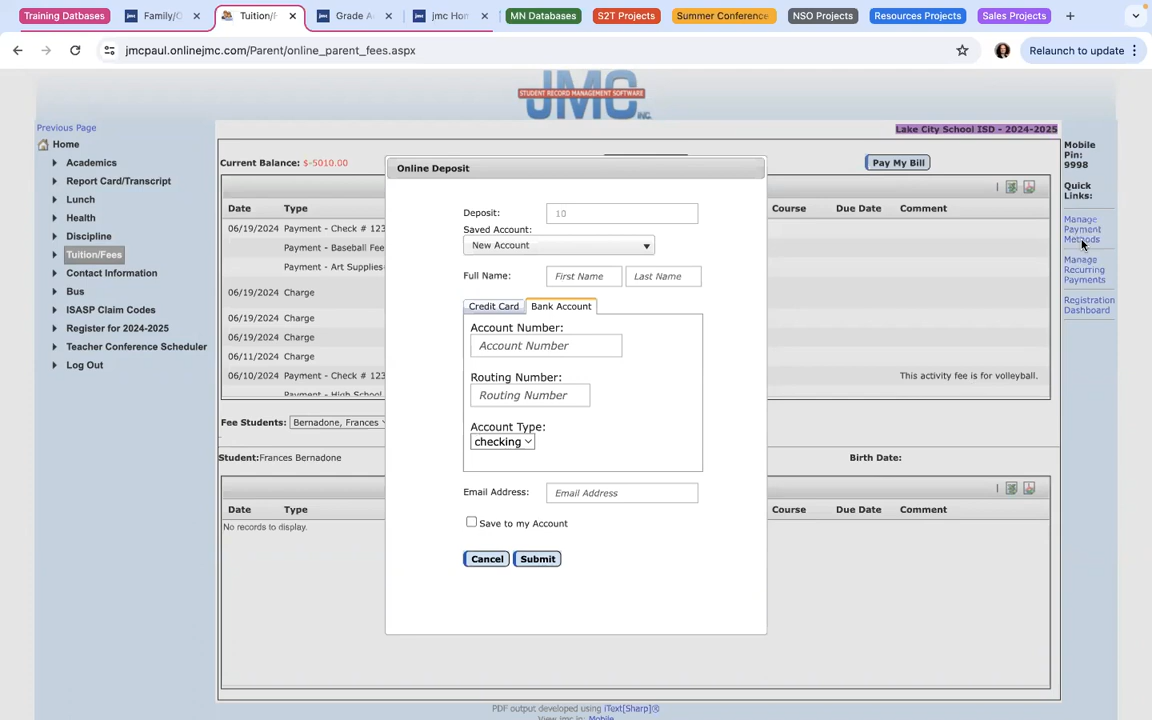 Training Datbases
Family/C
Tuition/F
Grade A
jmc Hon
MN Databases
S2T Projects
Summer Conference
NSO Projects
Resources Projects
Sales Projects
jmcpaul.onlinejmc.com/Parent/online_parent_fees.aspx
Relaunch to update
JMC INC.
STUDENT RECORD MANAGEMENT SOFTWARE
Previous Page
Lake City School ISD - 2024-2025
Home
Academics
Report Card/Transcript
Lunch
Health
Discipline
Tuition/Fees
Contact Information
Bus
ISASP Claim Codes
Register for 2024-2025
Teacher Conference Scheduler
Log Out
Current Balance: $-5010.00
Pay My Bill
Date Type Course Due Date Comment
06/19/2024 Payment - Check # 123
Payment - Baseball Fee
Payment - Art Supplies
06/19/2024 Charge
06/19/2024 Charge
06/19/2024 Charge
06/11/2024 Charge
06/10/2024 Payment - Check # 123 This activity fee is for volleyball.
Payment - High School
Fee Students: Bernadone, Frances
Student:Frances Bernadone Birth Date:
Date Type Course Due Date Comment
No records to display.
Online Deposit
Deposit: 10
Saved Account:
New Account
Full Name: First Name Last Name
Credit Card Bank Account
Account Number:
Account Number
Routing Number:
Routing Number
Account Type:
checking
Email Address: Email Address
Save to my Account
Cancel Submit
Mobile
Pin:
9998
Quick
Links:
Manage
Payment
Methods
Manage
Recurring
Payments
Registration
Dashboard
PDF output developed using iText[Sharp]®
View jmc in: Mobile